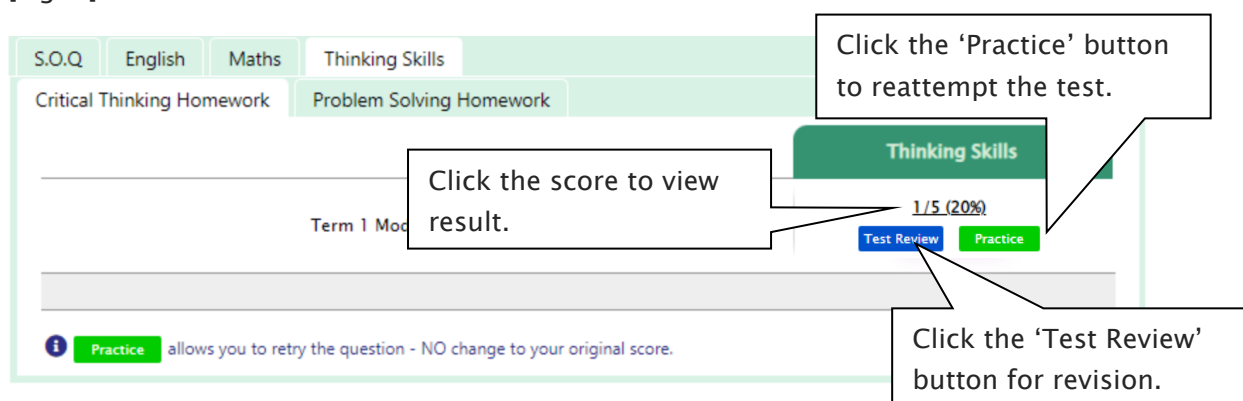 S.O.Q English Maths Thinking Skills
Click the ‘Practice’ button
to reattempt the test.
Critical Thinking Homework Problem Solving Homework
Thinking Skills
Click the score to view
result.
1/5 (20%)
Term 1
Test Review Practice
Practice allows you to retry the question - NO change to your original score.
Click the ‘Test Review’
button for revision.